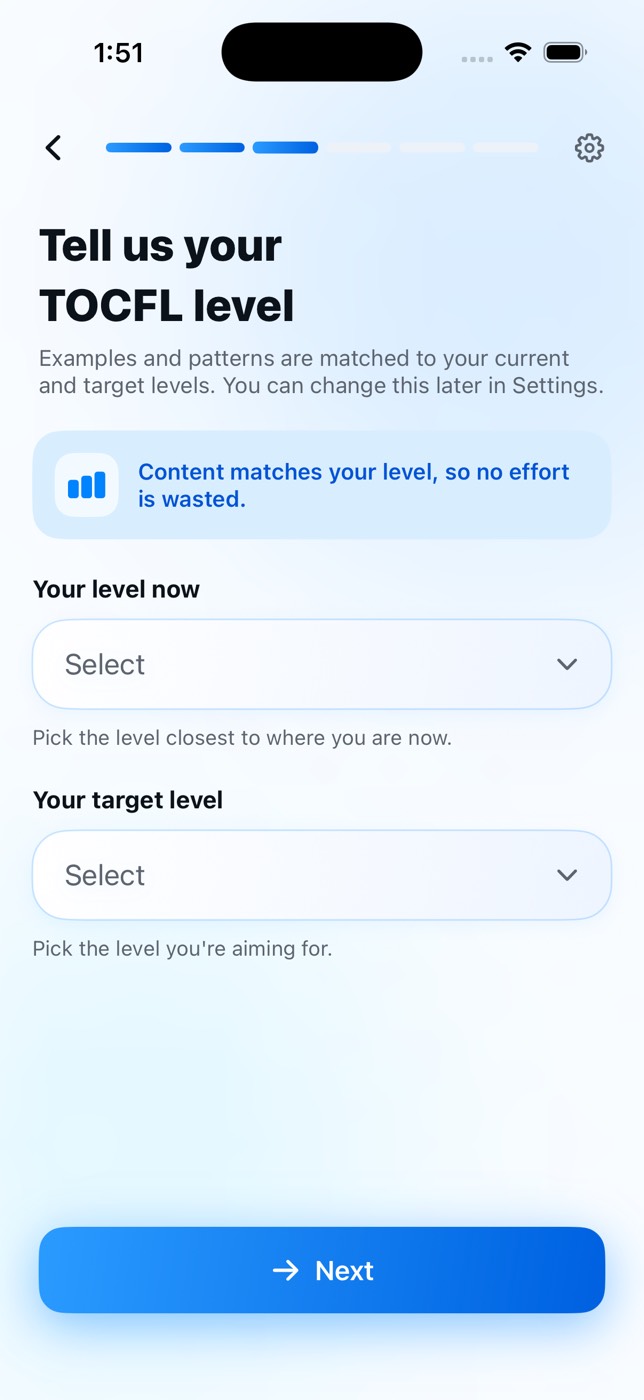 1:51
Tell us your
TOCFL level
Examples and patterns are matched to your current
and target levels. You can change this later in Settings.
Content matches your level, so no effort
is wasted.
Your level now
Select
Pick the level closest to where you are now.
Your target level
Select
Pick the level you're aiming for.
Next